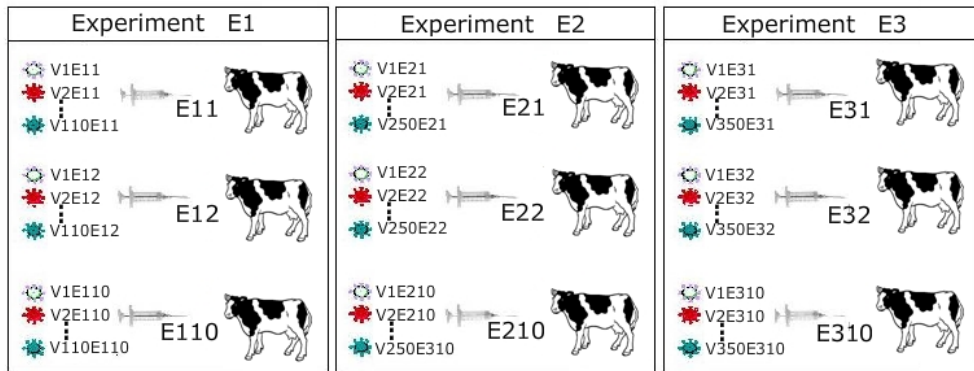 Experiment E1
V1E11
V2E11
V110E11
E11
V1E12
V2E12
V110E12
E12
V1E110
V2E110
V110E110
E110
Experiment E2
V1E21
V2E21
V250E21
E21
V1E22
V2E22
V250E22
E22
V1E210
V2E210
V250E310
E210
Experiment E3
V1E31
V2E31
V350E31
E31
V1E32
V2E32
V350E32
E32
V1E310
V2E310
V350E310
E310